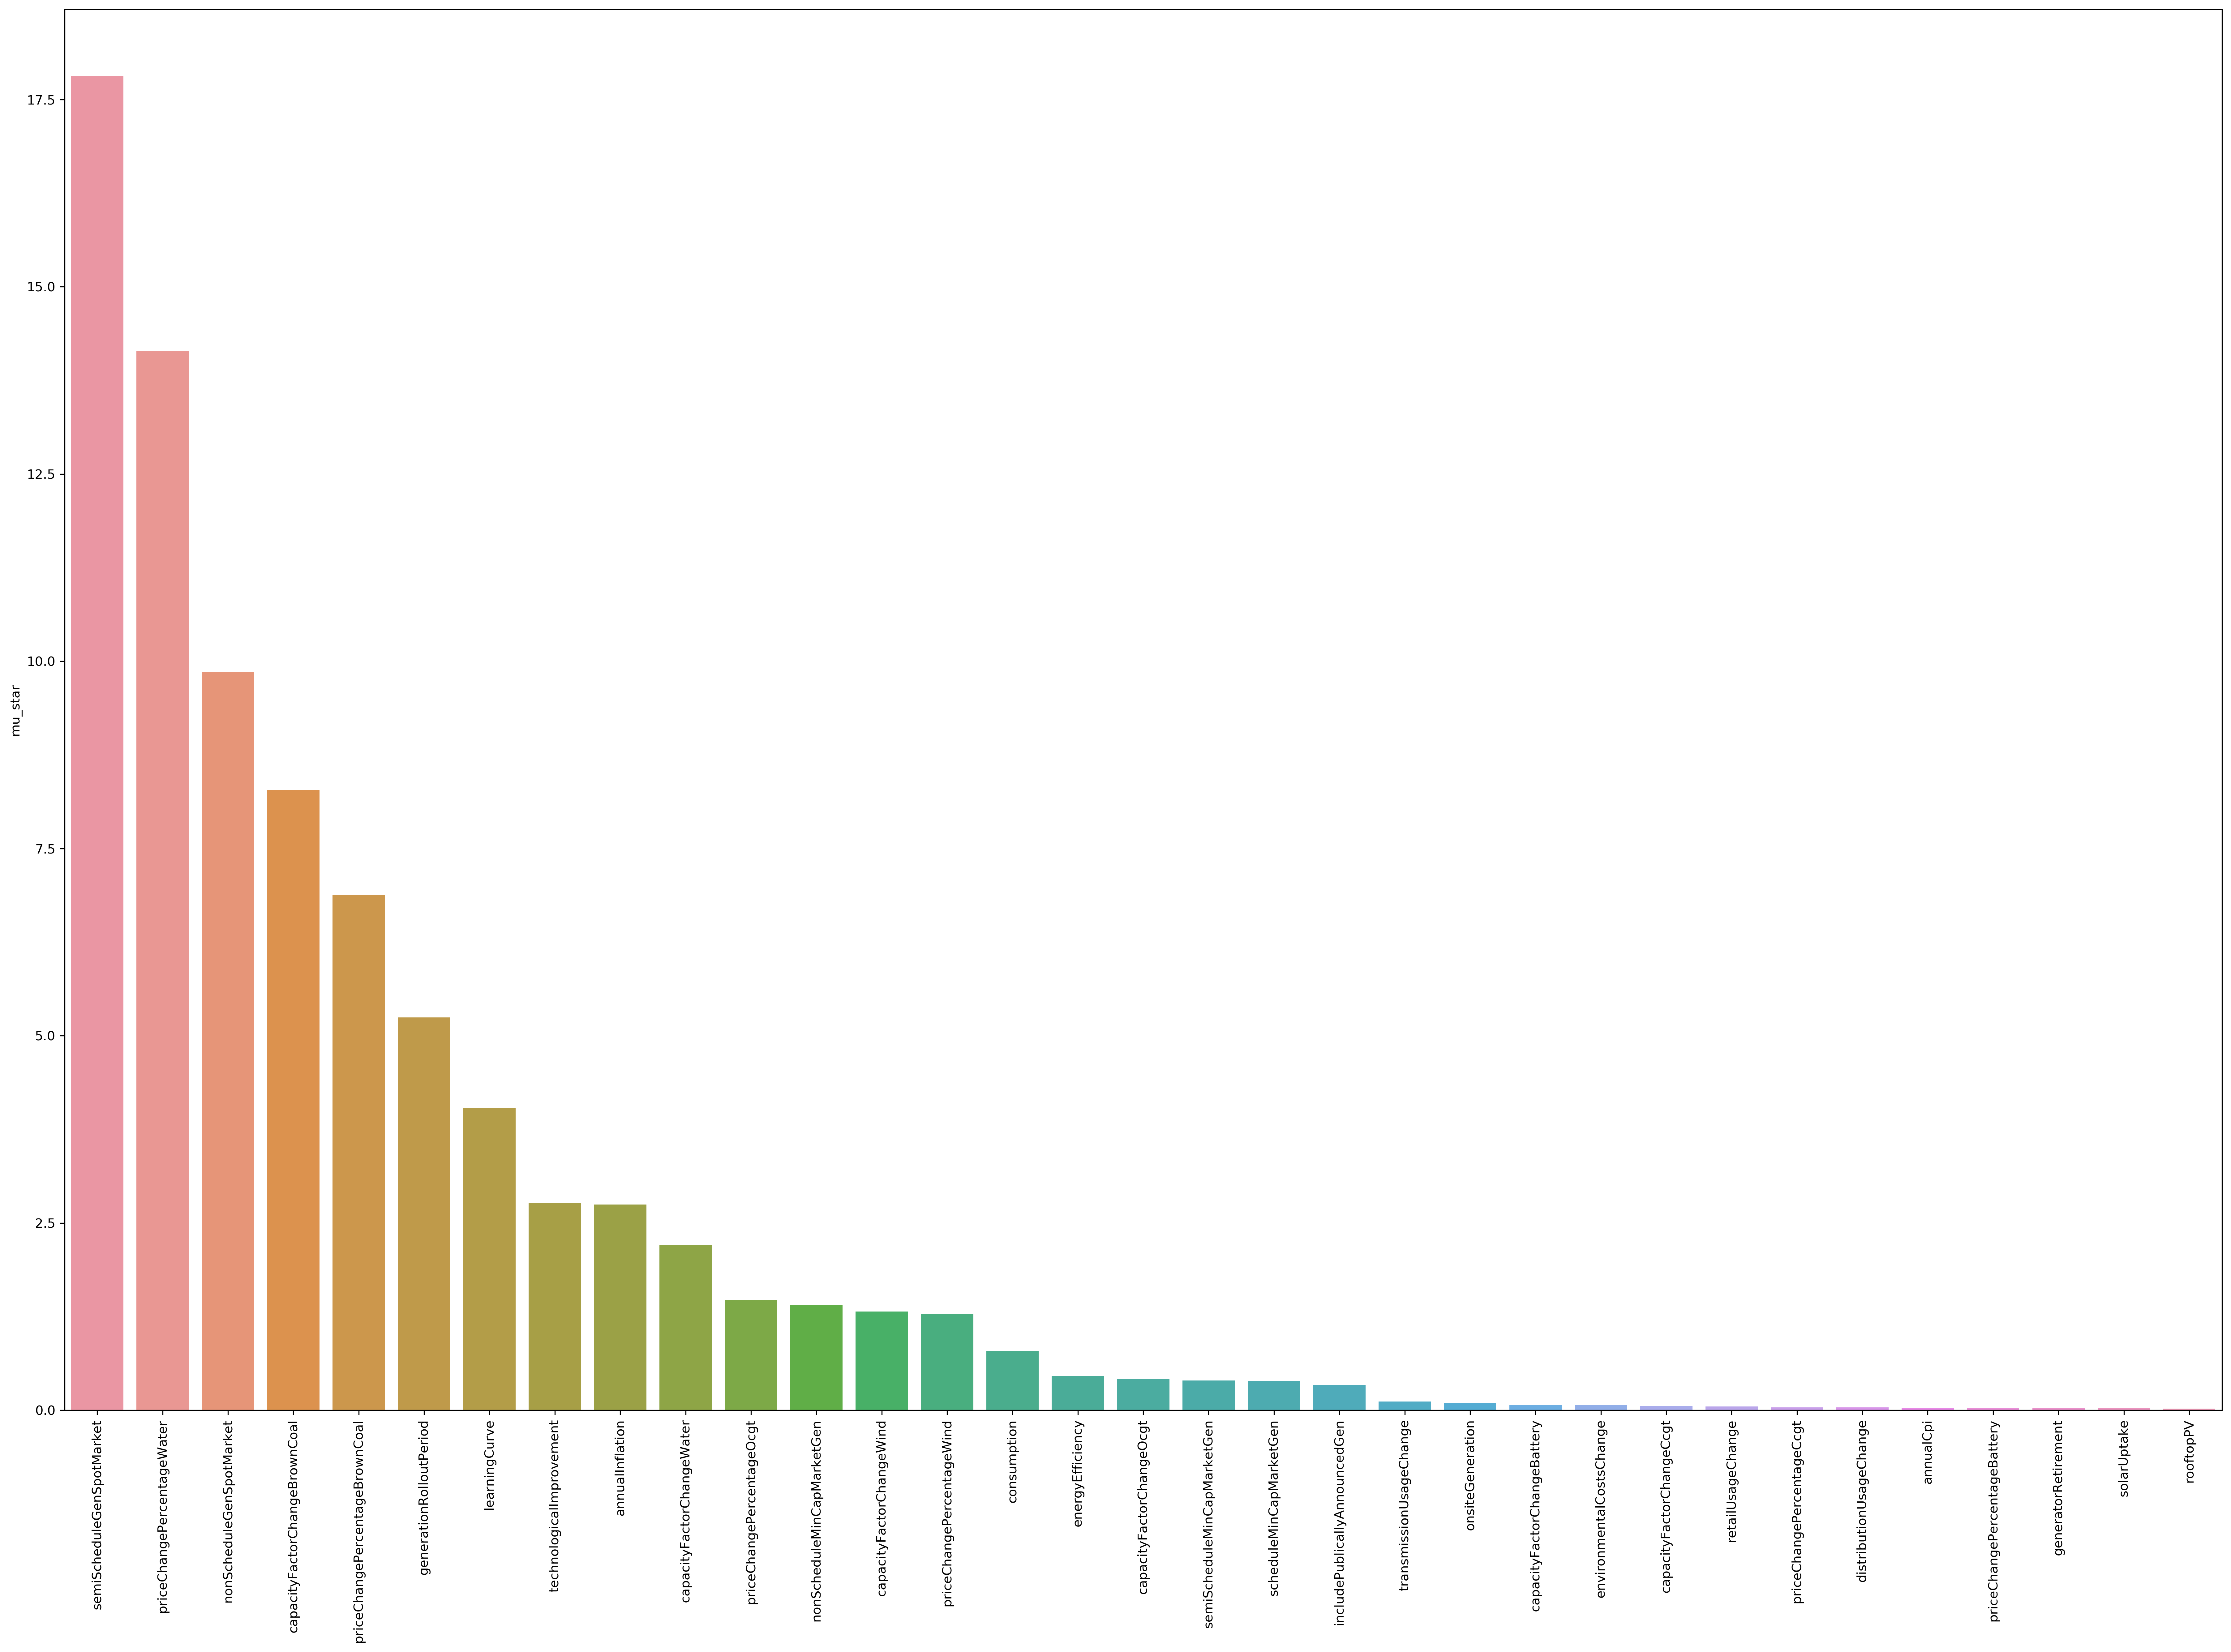 17.5
15.0
12.5
10.0
7.5
5.0
2.5
0.0
mu_star
semiScheduleGenSpotMarket
priceChangePercentageWater
nonScheduleGenSpotMarket
capacityFactorChangeBrownCoal
priceChangePercentageBrownCoal
generationRolloutPeriod
learningCurve
technologicalImprovement
annualInflation
capacityFactorChangeWater
priceChangePercentageOcgt
nonScheduleMinCapMarketGen
capacityFactorChangeWind
priceChangePercentageWind
consumption
energyEfficiency
capacityFactorChangeOcgt
semiScheduleMinCapMarketGen
scheduleMinCapMarketGen
includePublicallyAnnouncedGen
transmissionUsageChange
onsiteGeneration
capacityFactorChangeBattery
environmentalCostsChange
capacityFactorChangeCcgt
retailUsageChange
priceChangePercentageCcgt
distributionUsageChange
annualCpi
priceChangePercentageBattery
generatorRetirement
solarUptake
rooftopPV